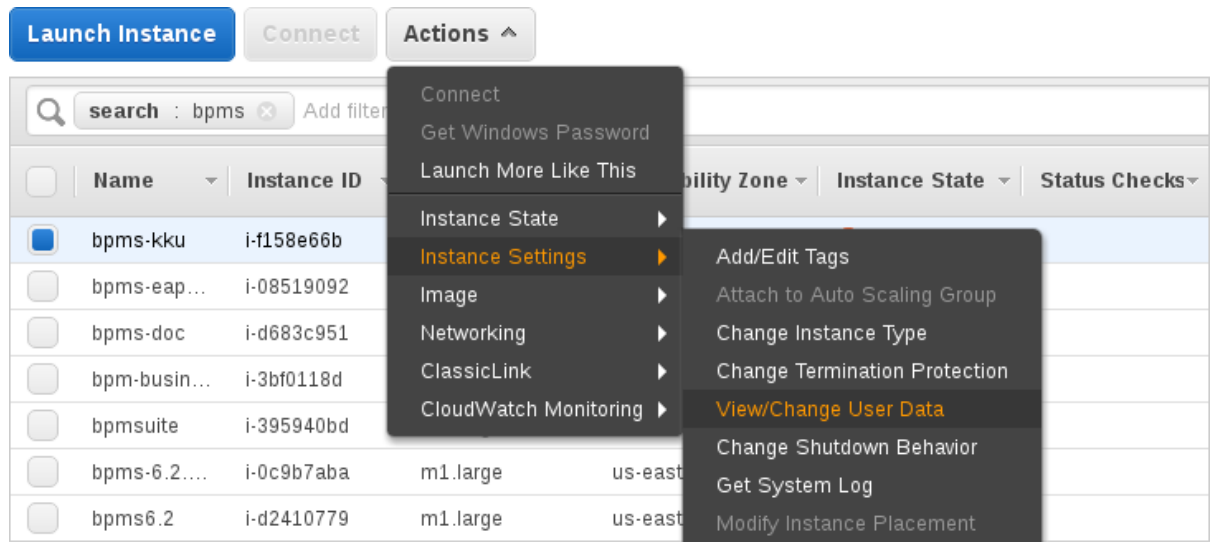 Launch Instance Connect Actions
search : bpms Add filter
Connect
Get Windows Password
Launch More Like This
Instance State
Instance Settings
Image
Networking
ClassicLink
CloudWatch Monitoring
Name Instance ID bility Zone Instance State Status Checks
bpms-kku i-f158e66b
bpms-eap... i-08519092
bpms-doc i-d683c951
bpm-busin... i-3bf0118d
bpmsuite i-395940bd
bpms-6.2.... i-0c9b7aba m1.large us-east
bpms6.2 i-d2410779 m1.large us-east
Add/Edit Tags
Attach to Auto Scaling Group
Change Instance Type
Change Termination Protection
View/Change User Data
Change Shutdown Behavior
Get System Log
Modify Instance Placement